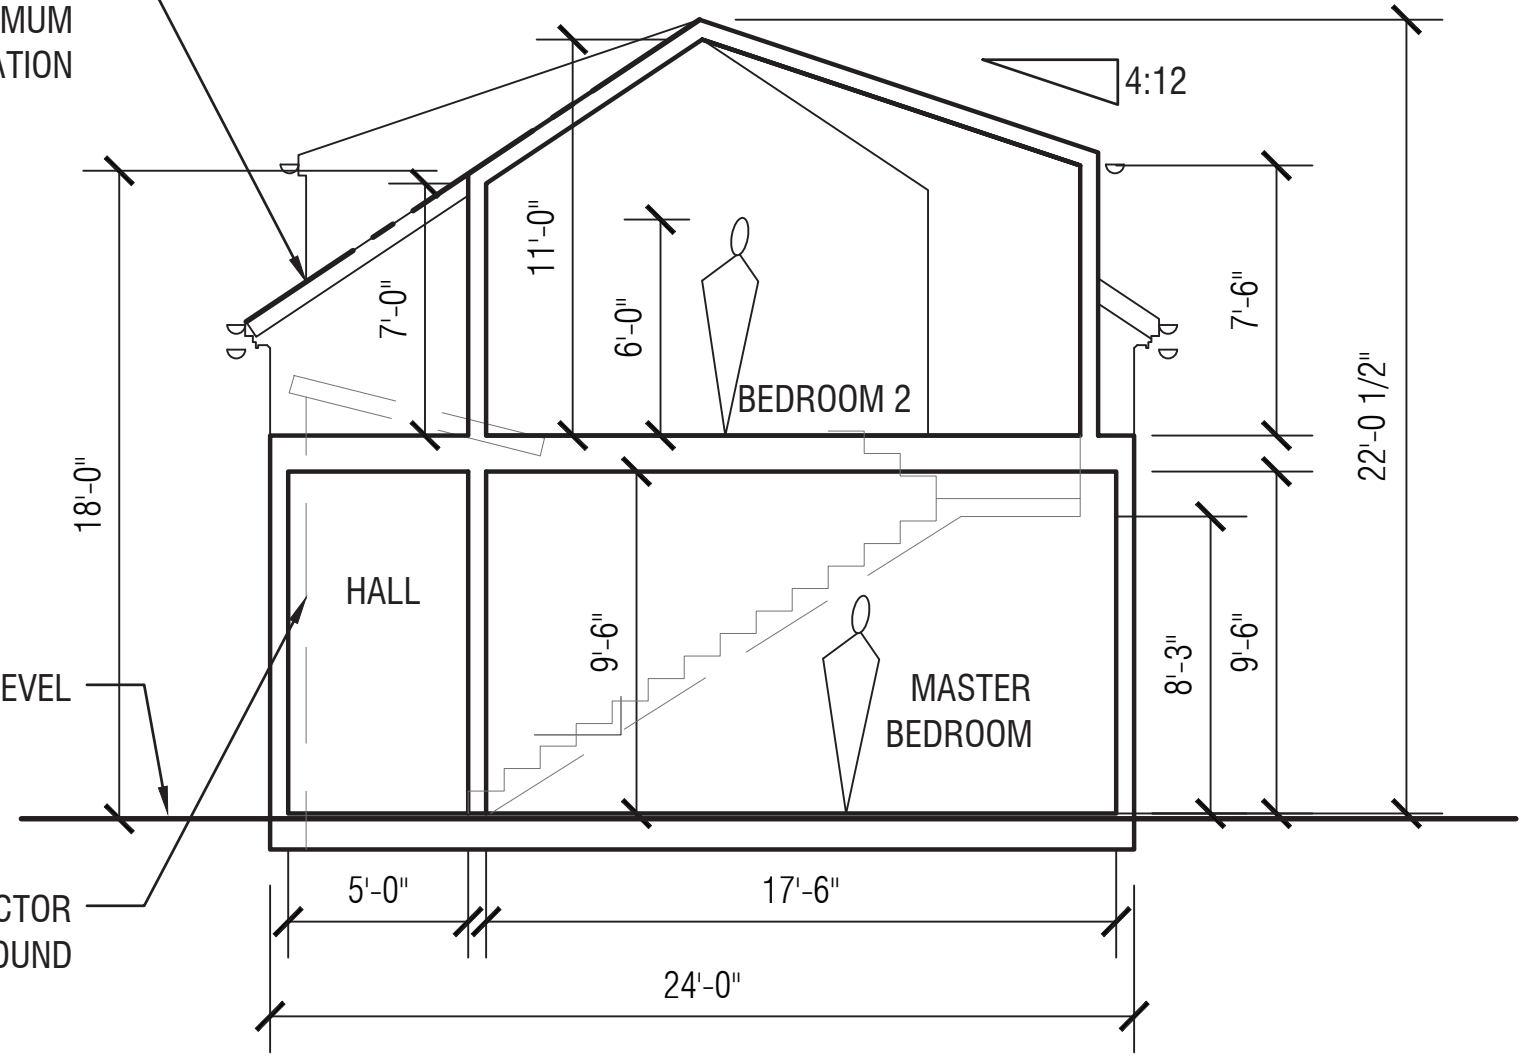 MUM
ATION
4:12
11'-0"
7'-0"
6'-0"
7'-6"
22'-0 1/2"
BEDROOM 2
18'-0"
HALL
9'-6"
8'-3"
9'-6"
EVEL
MASTER
BEDROOM
5'-0"
17'-6"
CTOR
OUND
24'-0"